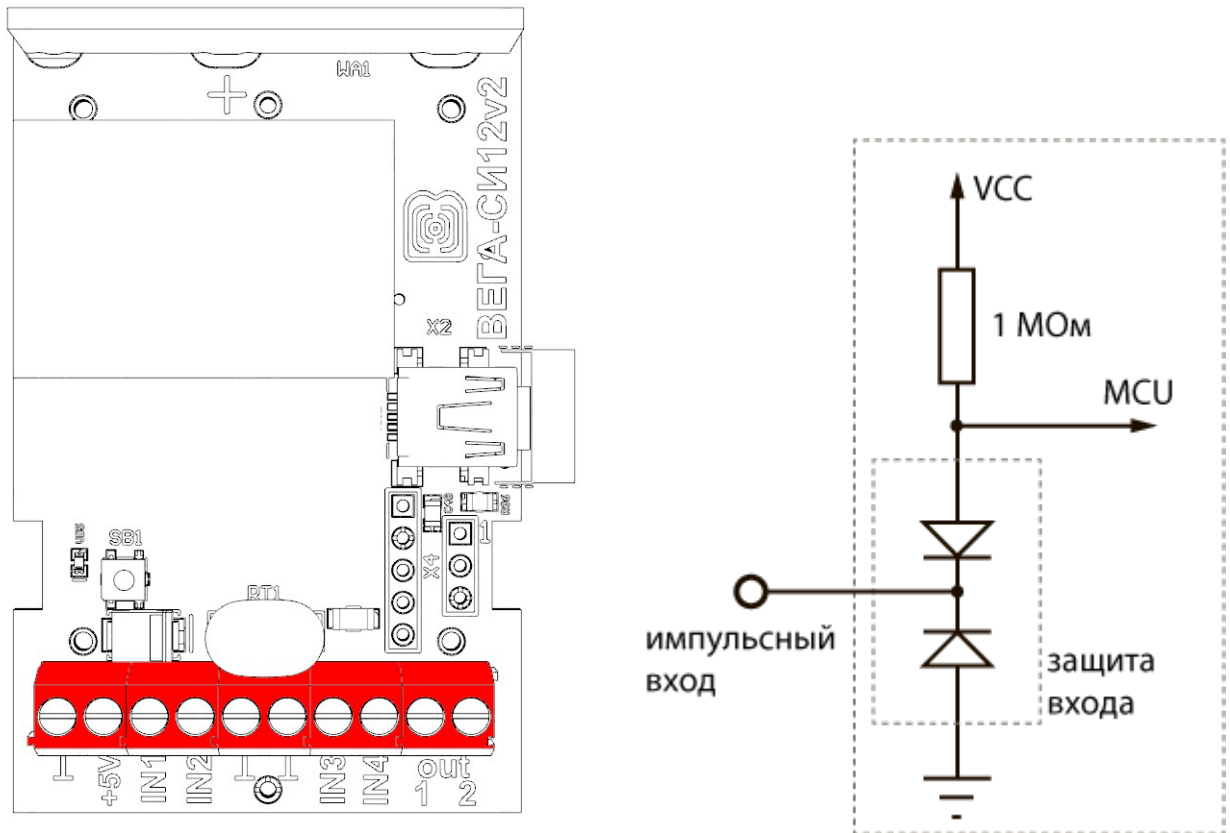 WA1
+
ВЕГА-СИ12v2
X2
SB1
X4
1
RT1
+5V
IN1
IN2
IN3
IN4
out
1
2
VCC
1 МОм
MCU
импульсный
вход
защита
входа